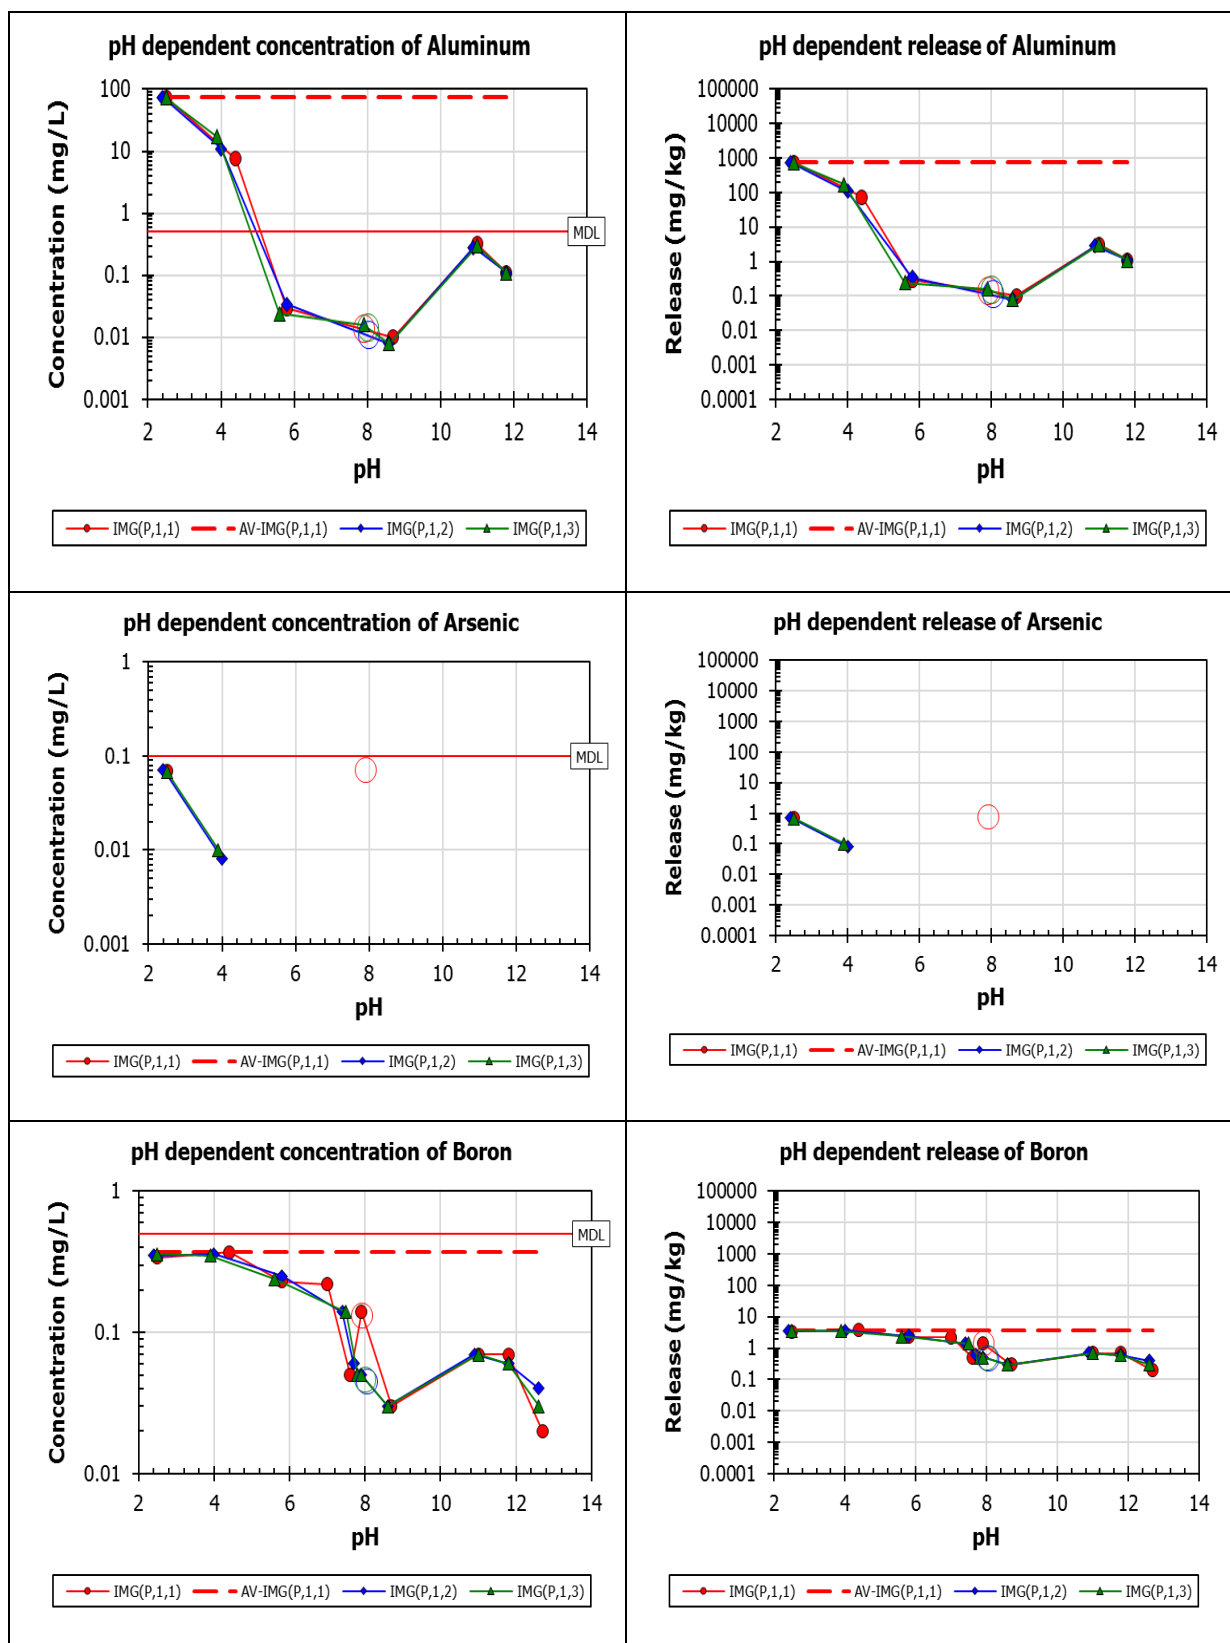 pH dependent concentration of Aluminum
Concentration (mg/L)
100
10
1
0.1
0.01
0.001
MDL
2 4 6 8 10 12 14
pH
IMG(P,1,1) AV-IMG(P,1,1) IMG(P,1,2) IMG(P,1,3)
pH dependent release of Aluminum
Release (mg/kg)
100000
10000
1000
100
10
1
0.1
0.01
0.001
0.0001
2 4 6 8 10 12 14
pH
IMG(P,1,1) AV-IMG(P,1,1) IMG(P,1,2) IMG(P,1,3)
pH dependent concentration of Arsenic
Concentration (mg/L)
1
0.1
0.01
0.001
MDL
2 4 6 8 10 12 14
pH
IMG(P,1,1) AV-IMG(P,1,1) IMG(P,1,2) IMG(P,1,3)
pH dependent release of Arsenic
Release (mg/kg)
100000
10000
1000
100
10
1
0.1
0.01
0.001
0.0001
2 4 6 8 10 12 14
pH
IMG(P,1,1) AV-IMG(P,1,1) IMG(P,1,2) IMG(P,1,3)
pH dependent concentration of Boron
Concentration (mg/L)
1
0.1
0.01
MDL
2 4 6 8 10 12 14
pH
IMG(P,1,1) AV-IMG(P,1,1) IMG(P,1,2) IMG(P,1,3)
pH dependent release of Boron
Release (mg/kg)
100000
10000
1000
100
10
1
0.1
0.01
0.001
0.0001
2 4 6 8 10 12 14
pH
IMG(P,1,1) AV-IMG(P,1,1) IMG(P,1,2) IMG(P,1,3)